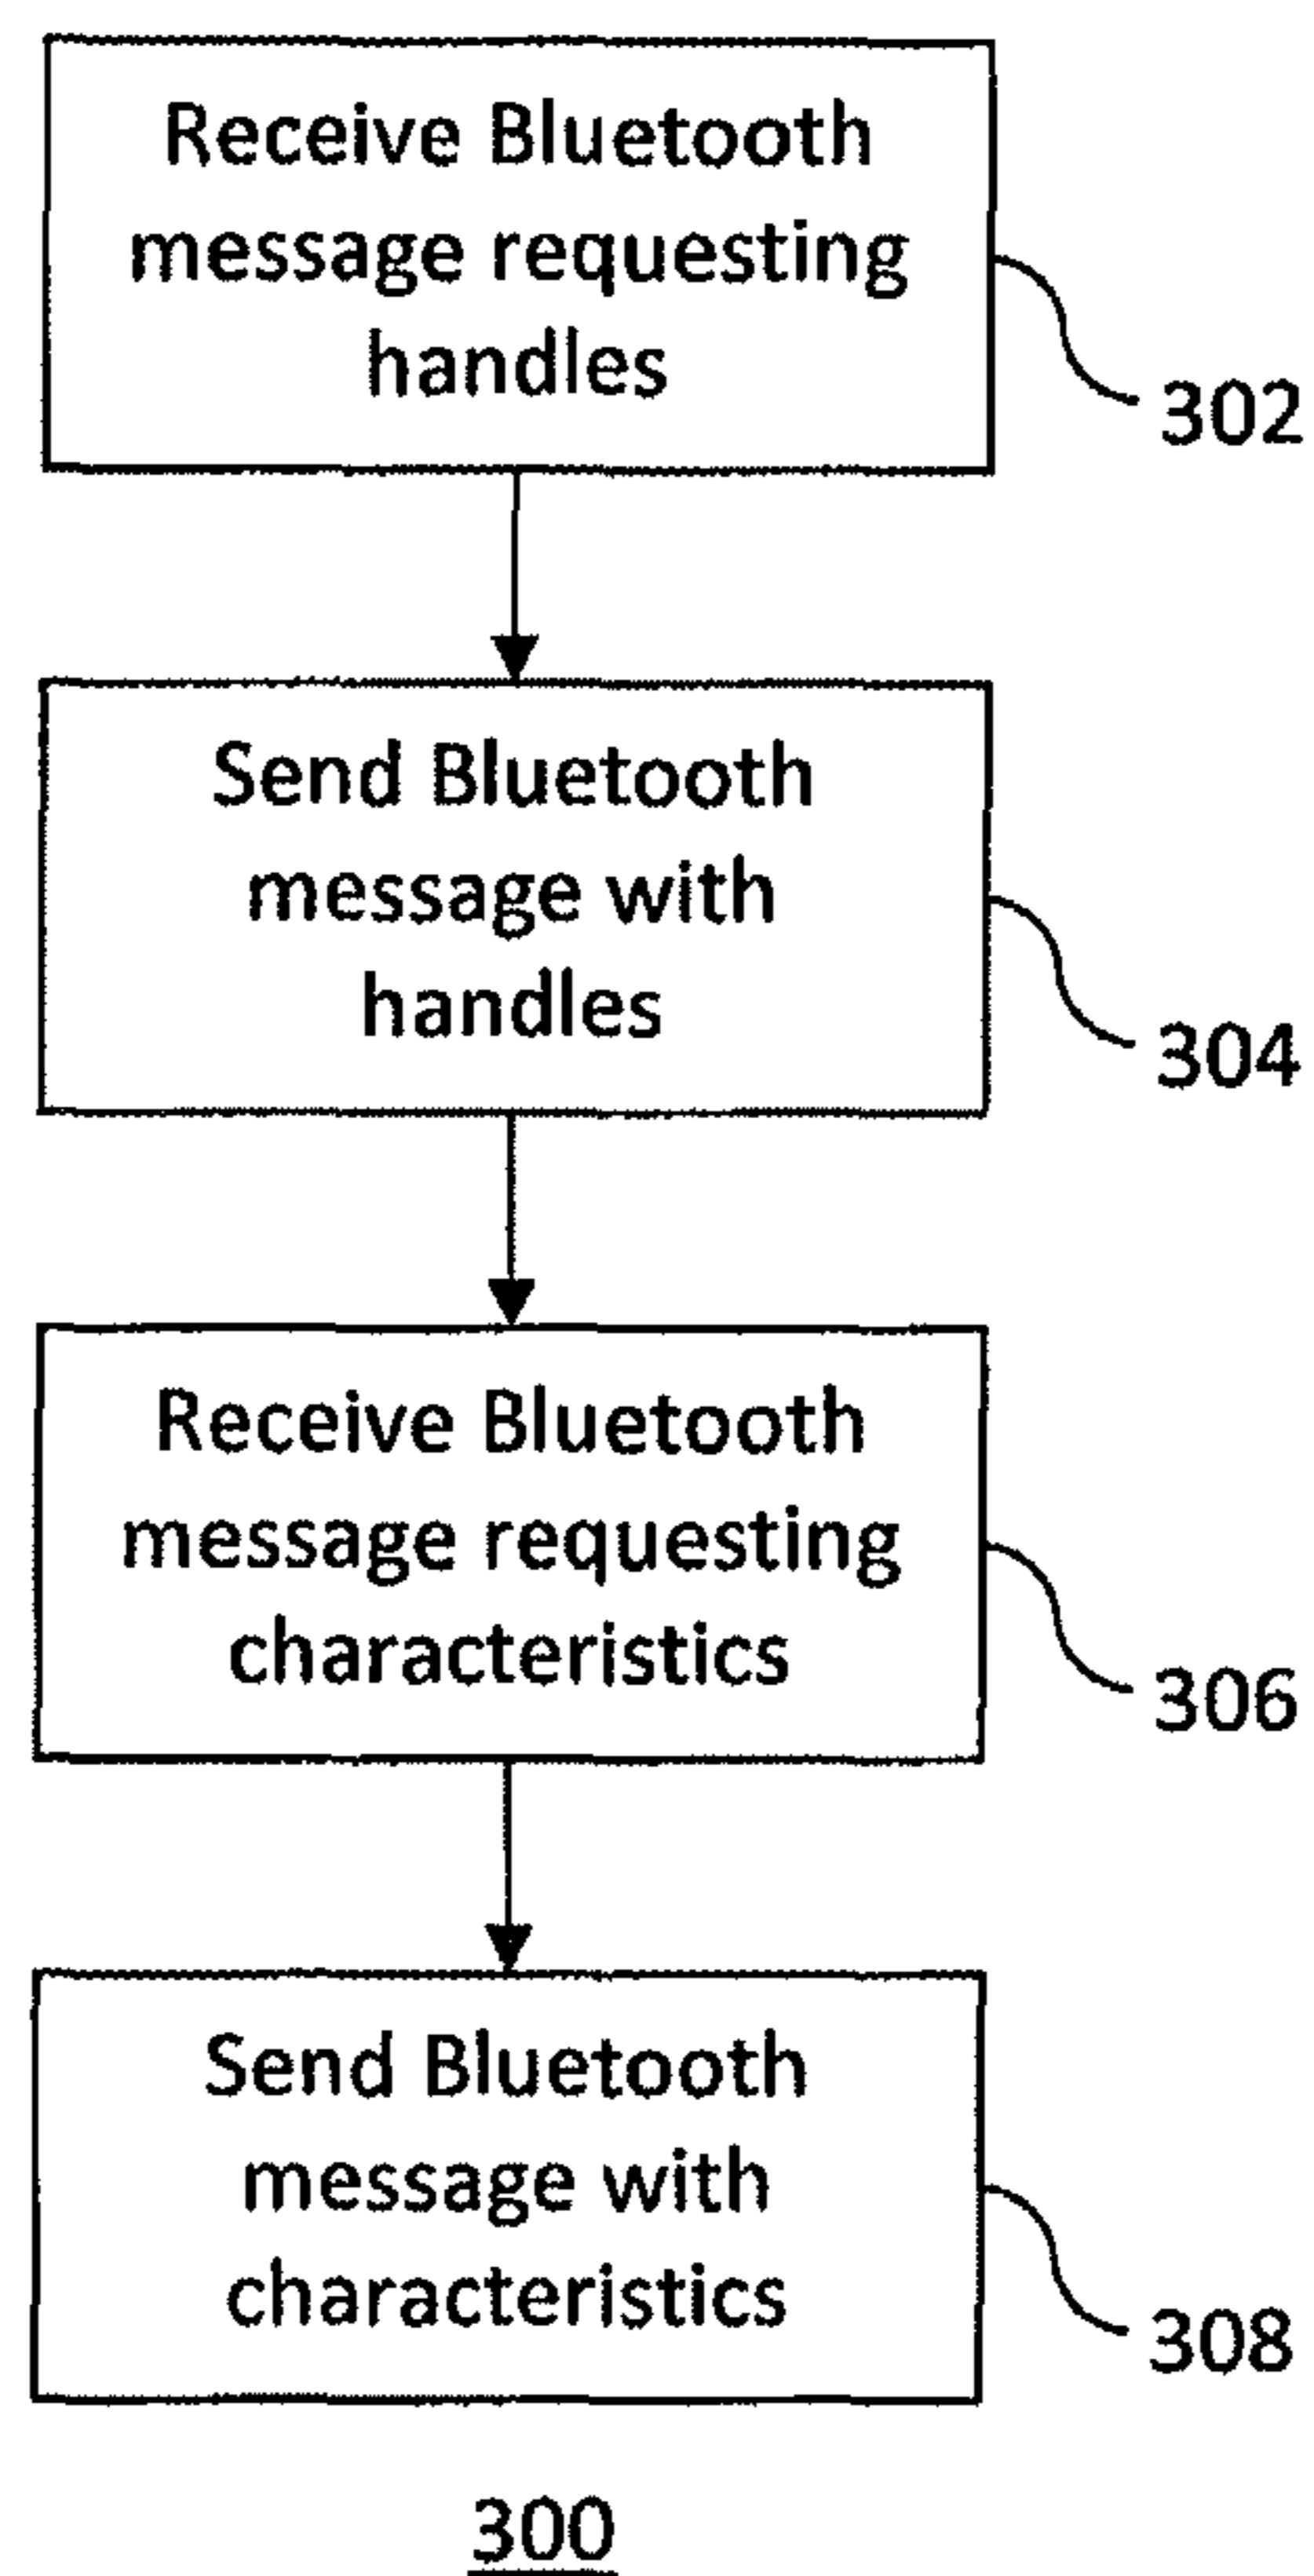 Receive Bluetooth
message requesting
handles
302
Send Bluetooth
message with
handles
304
Receive Bluetooth
message requesting
characteristics
306
Send Bluetooth
message with
characteristics
308
300